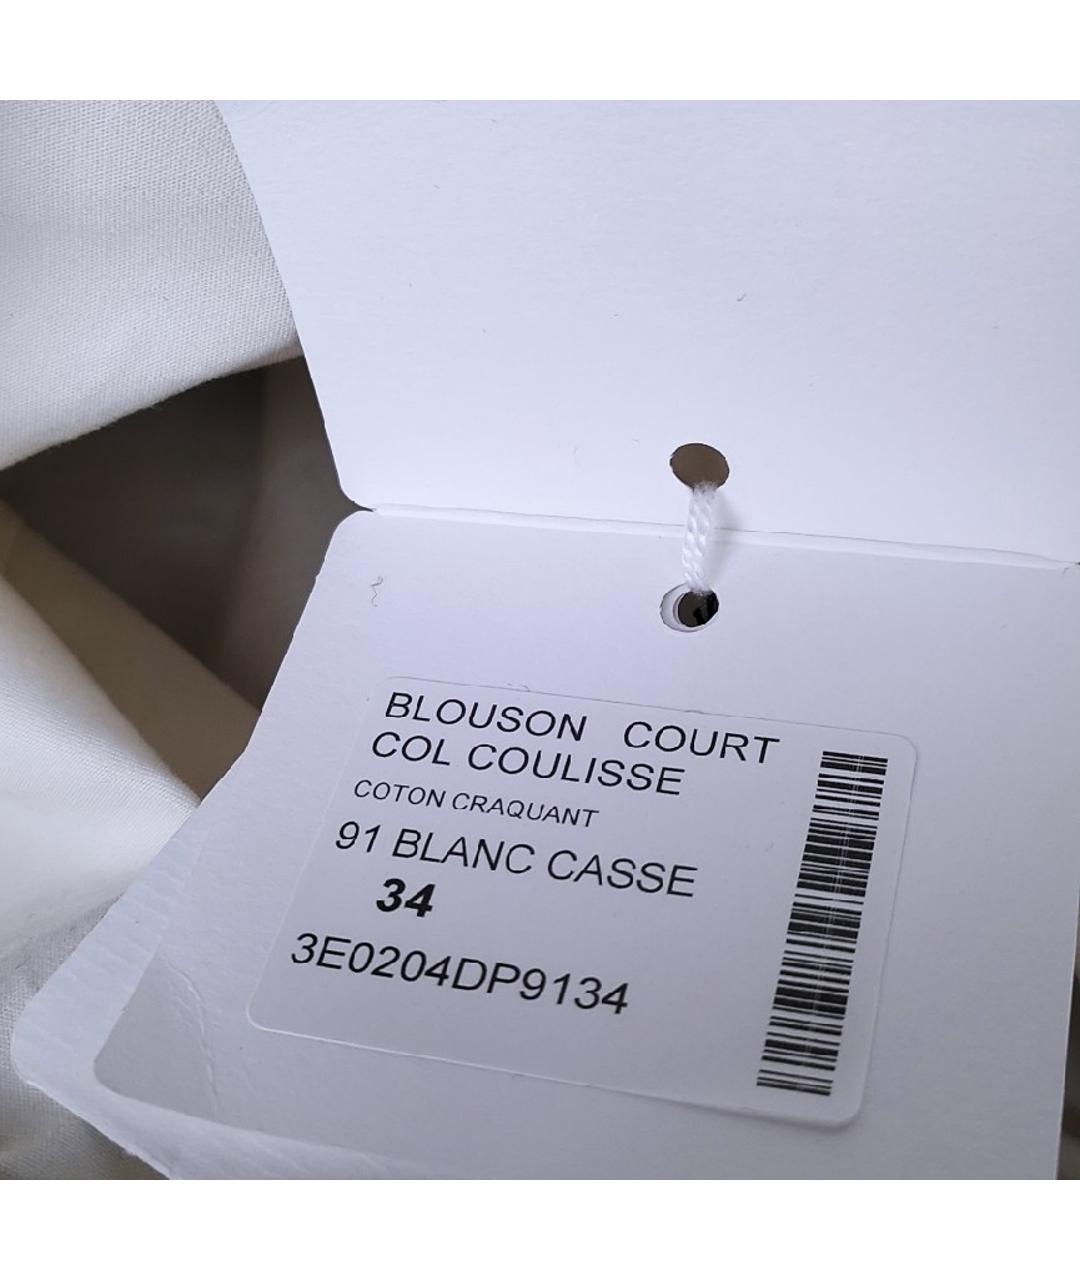 BLOUSON COURT
COL COULISSE
COTON CRAQUANT
91 BLANC CASSE
34
3E0204DP9134